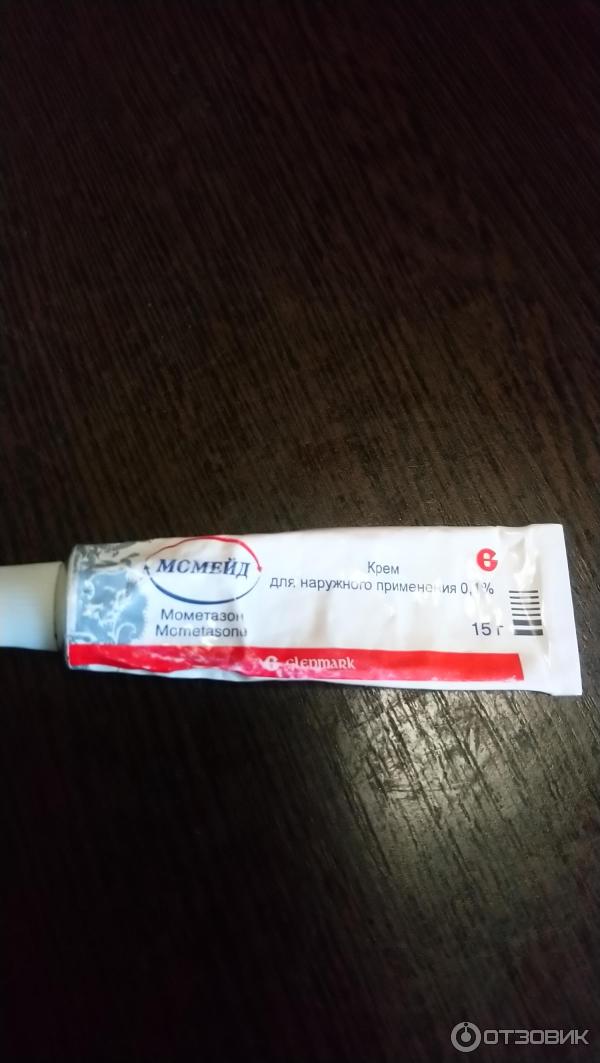 МОМЕЙД
Мометазон
Mometasone
Крем
для наружного применения 0,1%
15 г
Glenmark
ОТЗОВИК